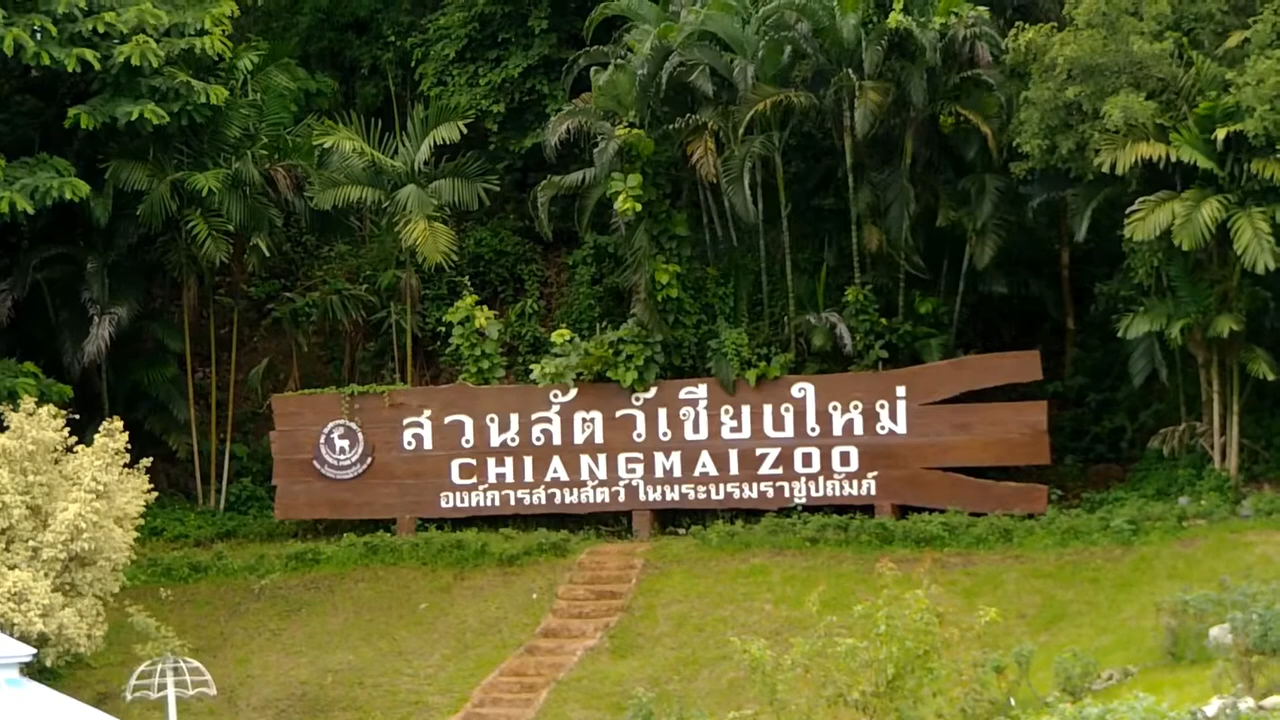 สวนสัตว์เชียงใหม่
CHIANGMAI ZOO
องค์การสวนสัตว์ ในพระบรมราชูปถัมภ์